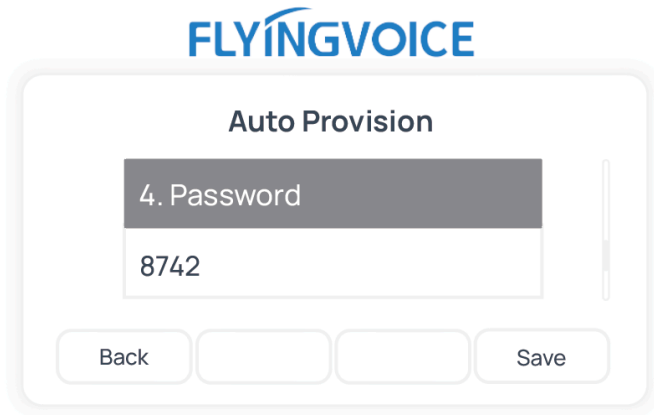 FLYINGVOICE
Auto Provision
4. Password
8742
Back
Save